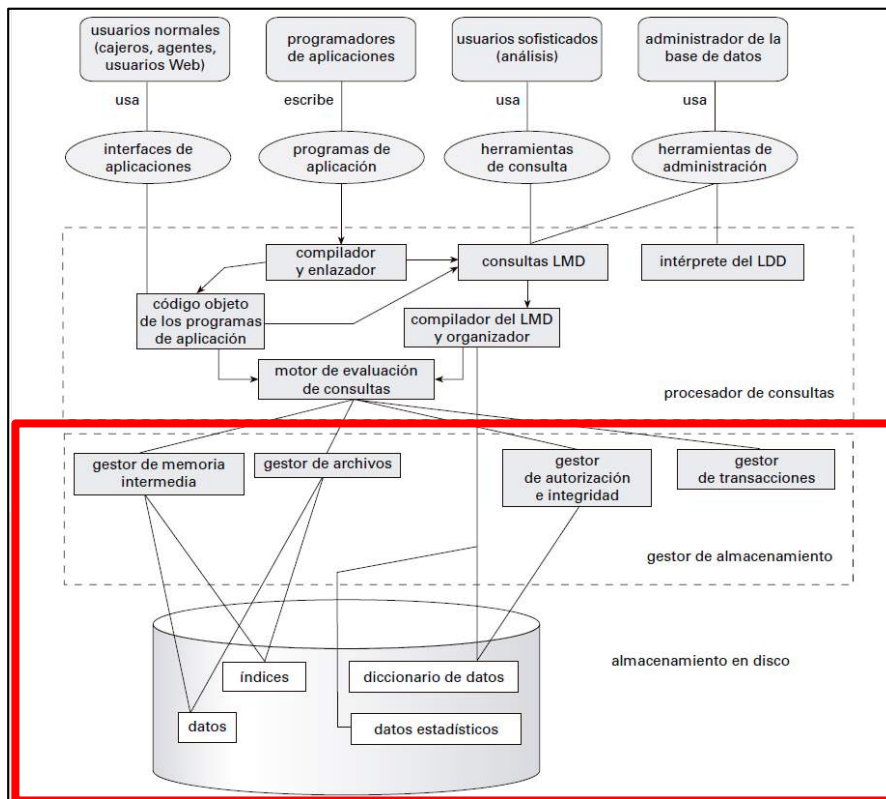 usuarios normales
(cajeros, agentes,
usuarios Web)
programadores
de aplicaciones
usuarios sofisticados
(análisis)
administrador de la
base de datos
usa
escribe
usa
usa
interfaces de
aplicaciones
programas de
aplicación
herramientas
de consulta
herramientas de
administración
compilador
y enlazador
consultas LMD
intérprete del LDD
código objeto
de los programas
de aplicación
compilador del LMD
y organizador
motor de evaluación
de consultas
procesador de consultas
gestor de memoria
intermedia
gestor de archivos
gestor
de autorización
e integridad
gestor
de transacciones
gestor de almacenamiento
almacenamiento en disco
índices
diccionario de datos
datos
datos estadísticos